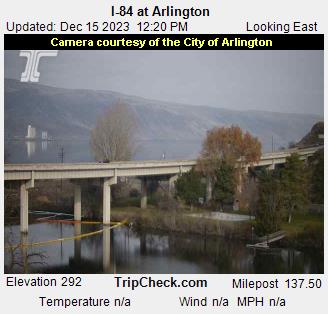 I-84 at Arlington
Updated: Dec 15 2023 12:20 PM Looking East
Camera courtesy of the City of Arlington
Elevation 292 TripCheck.com Milepost 137.50
Temperature n/a Wind n/a MPH n/a